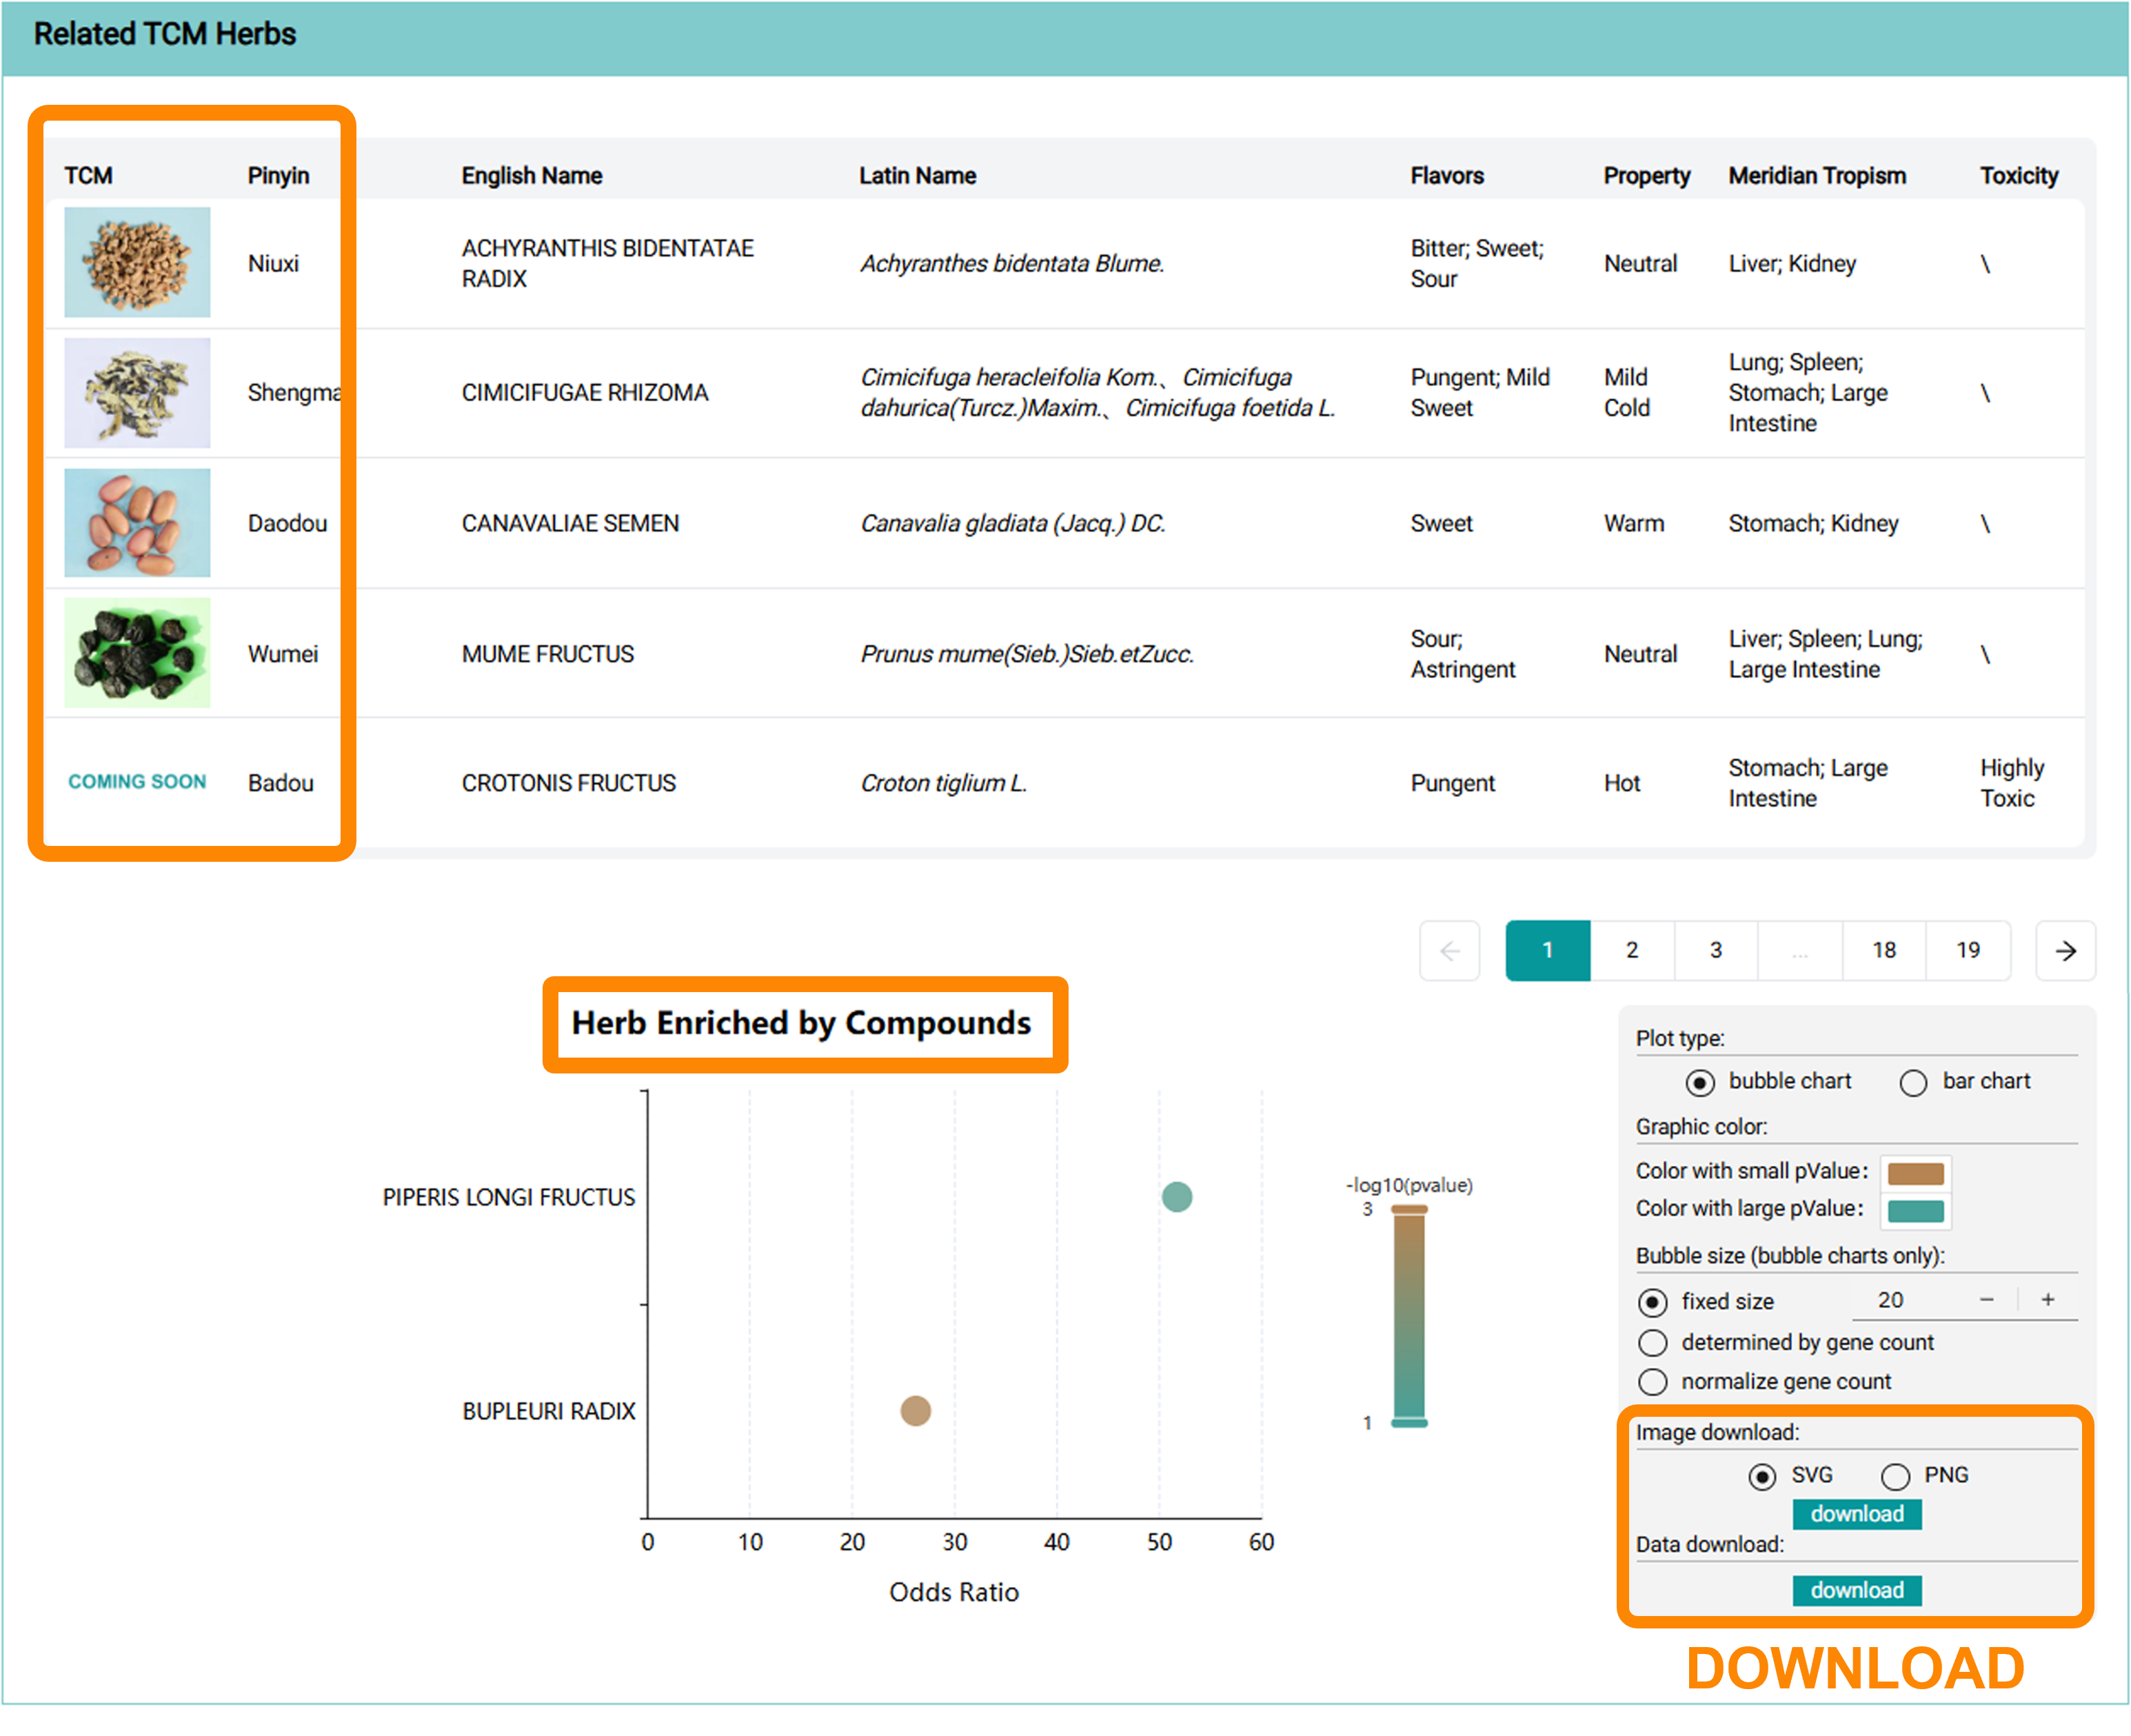 Related TCM Herbs
TCM Pinyin English Name Latin Name Flavors Property Meridian Tropism Toxicity
Niuxi
ACHYRANTHIS BIDENTATAE
RADIX
Achyranthes bidentata Blume.
Bitter; Sweet;
Sour
Neutral
Liver; Kidney
\
Shengma
CIMICIFUGAE RHIZOMA
Cimicifuga heracleifolia Kom.、Cimicifuga
dahurica(Turcz.)Maxim.、Cimicifuga foetida L.
Pungent; Mild
Sweet
Mild
Cold
Lung; Spleen;
Stomach; Large
Intestine
\
Daodou
CANAVALIAE SEMEN
Canavalia gladiata (Jacq.) DC.
Sweet
Warm
Stomach; Kidney
\
Wumei
MUME FRUCTUS
Prunus mume(Sieb.)Sieb.etZucc.
Sour;
Astringent
Neutral
Liver; Spleen; Lung;
Large Intestine
\
COMING SOON
Badou
CROTONIS FRUCTUS
Croton tiglium L.
Pungent
Hot
Stomach; Large
Intestine
Highly
Toxic
← 1 2 3 ... 18 19 →
Herb Enriched by Compounds
PIPERIS LONGI FRUCTUS
BUPLEURI RADIX
0 10 20 30 40 50 60
Odds Ratio
-log10(pvalue)
3
1
Plot type:
bubble chart bar chart
Graphic color:
Color with small pValue:
Color with large pValue:
Bubble size (bubble charts only):
fixed size 20 − +
determined by gene count
normalize gene count
Image download:
SVG PNG
download
Data download:
download
DOWNLOAD